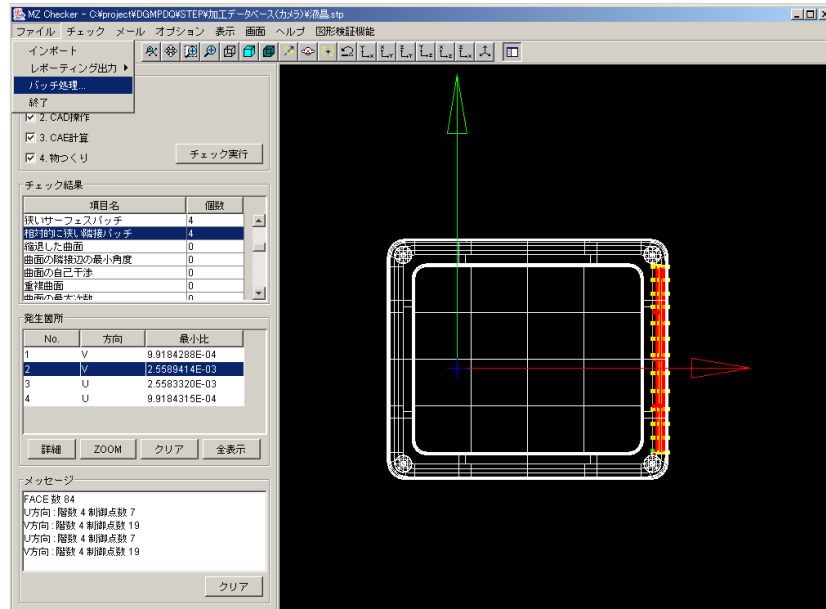 MZ Checker - C:¥project¥DGMPDQ¥STEP¥加工データベース(カメラ)¥液晶.stp
ファイル チェック メール オプション 表示 画面 ヘルプ 図形検証機能
インポート
レポーティング出力
バッチ処理...
終了
2. CAD操作
3. CAE計算
4. 物つくり
チェック実行
チェック結果
項目名 個数
狭いサーフェスパッチ 4
相対的に狭い隣接パッチ 4
縮退した曲面 0
曲面の隣接辺の最小角度 0
曲面の自己干渉 0
重複曲面 0
曲面の最大次数 0
発生箇所
No. 方向 最小比
1 V 9.9184288E-04
2 V 2.5589414E-03
3 U 2.5583320E-03
4 U 9.9184315E-04
詳細 ZOOM クリア 全表示
メッセージ
FACE 数 84
U方向 : 階数 4 制御点数 7
V方向 : 階数 4 制御点数 19
U方向 : 階数 4 制御点数 7
V方向 : 階数 4 制御点数 19
クリア